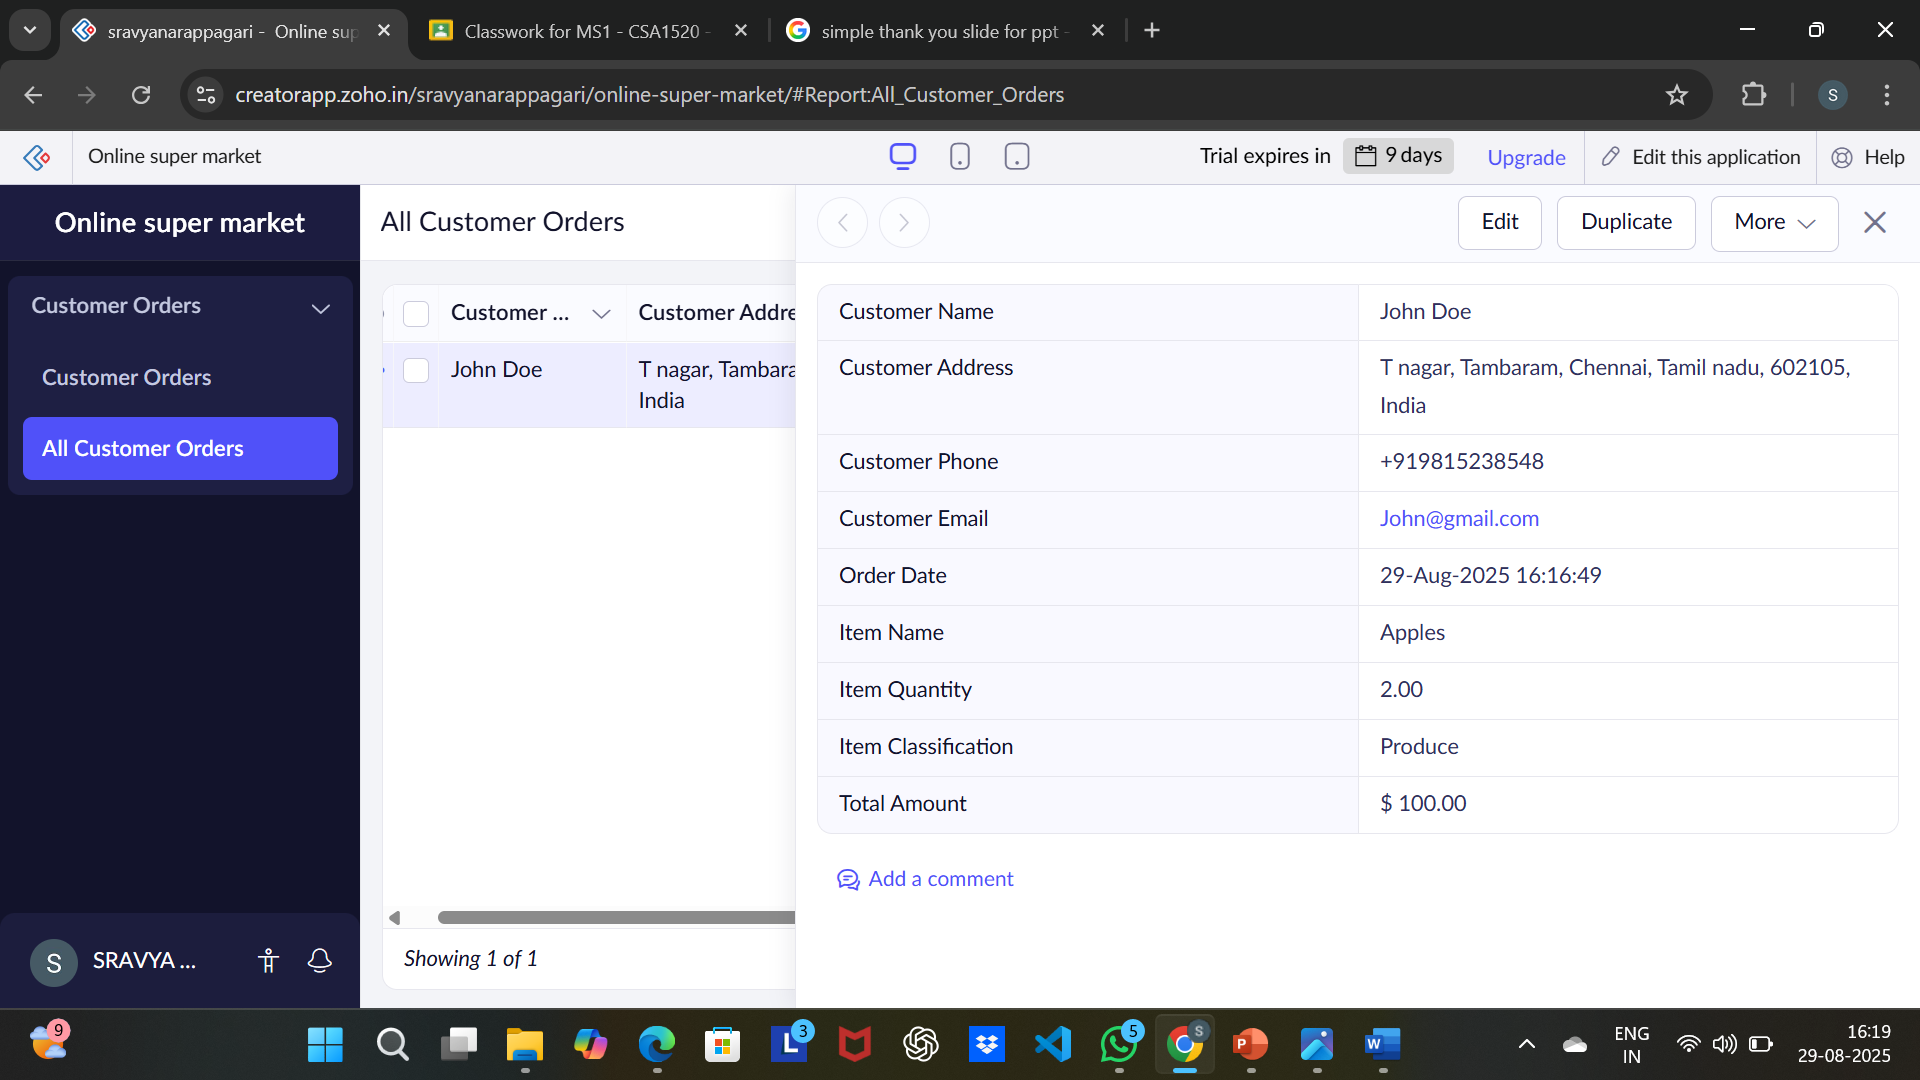 sravyanarappagari - Online sup
Classwork for MS1 - CSA1520 -
simple thank you slide for ppt -
creatorapp.zoho.in/sravyanarappagari/online-super-market/#Report:All_Customer_Orders
S
Online super market
Trial expires in
9 days
Upgrade
Edit this application
Help
Online super market
Customer Orders
Customer Orders
All Customer Orders
All Customer Orders
Edit
Duplicate
More
Customer ...
Customer Addre
John Doe
T nagar, Tambara
India
Customer Name
John Doe
Customer Address
T nagar, Tambaram, Chennai, Tamil nadu, 602105,
India
Customer Phone
+919815238548
Customer Email
John@gmail.com
Order Date
29-Aug-2025 16:16:49
Item Name
Apples
Item Quantity
2.00
Item Classification
Produce
Total Amount
$ 100.00
Add a comment
Showing 1 of 1
S
SRAVYA ...
9
L
3
5
S
P
W
ENG
IN
16:19
29-08-2025